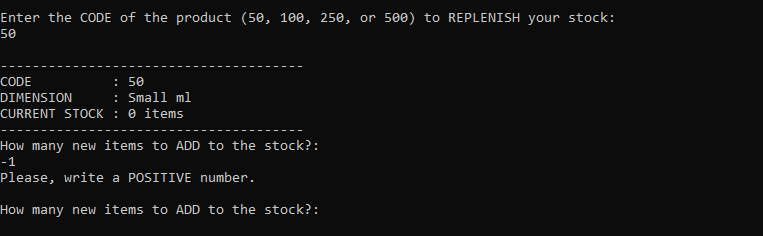 Enter the CODE of the product (50, 100, 250, or 500) to REPLENISH your stock:
50
--------------------------------------
CODE          : 50
DIMENSION     : Small ml
CURRENT STOCK : 0 items
--------------------------------------
How many new items to ADD to the stock?:
-1
Please, write a POSITIVE number.
How many new items to ADD to the stock?: